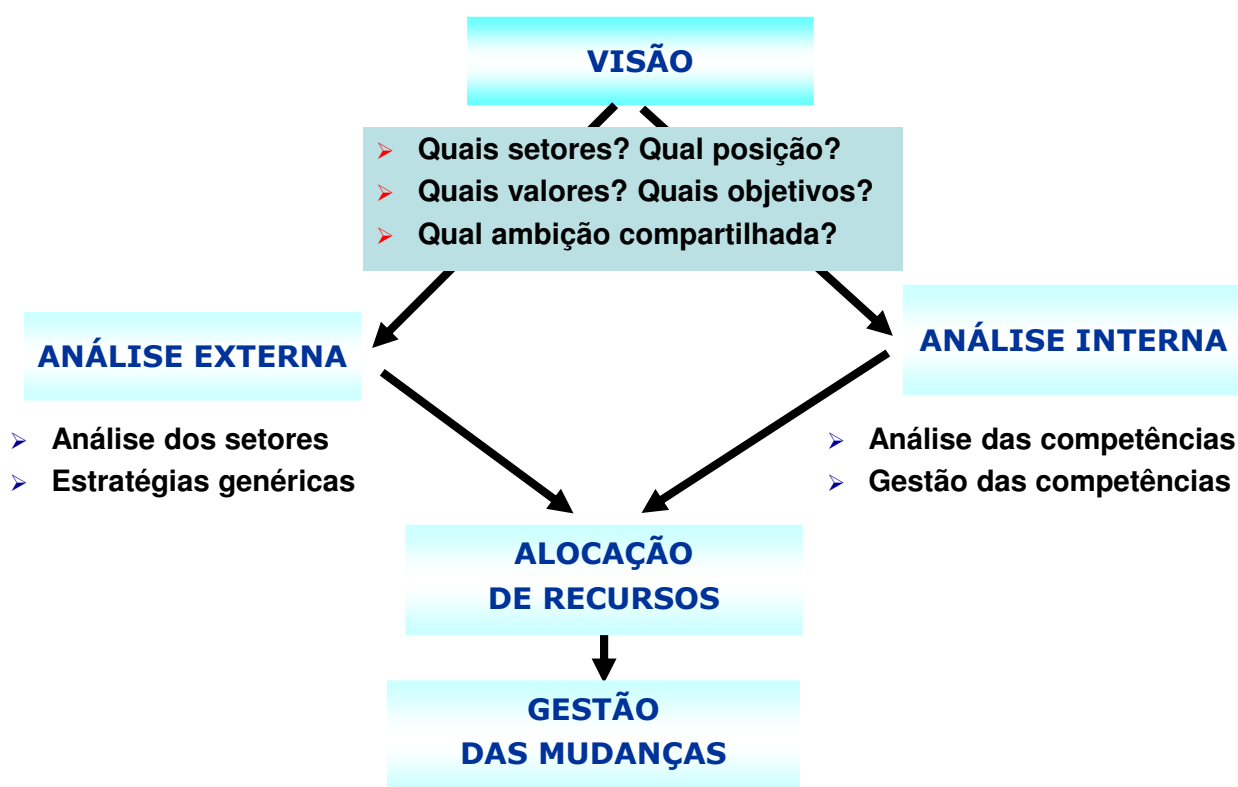 VISÃO
Quais setores? Qual posição?
Quais valores? Quais objetivos?
Qual ambição compartilhada?
ANÁLISE EXTERNA
Análise dos setores
Estratégias genéricas
ANÁLISE INTERNA
Análise das competências
Gestão das competências
ALOCAÇÃO
DE RECURSOS
GESTÃO
DAS MUDANÇAS